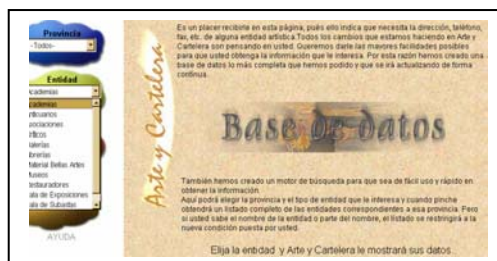 Provincia
-Todos-
Entidad
Academias
Academias
Anticuarios
Asociaciones
Críticos
Galerías
Librerías
Material Bellas Artes
Museos
Restauradores
Sala de Exposiciones
Sala de Subastas
AYUDA
Arte y Cartelera
Es un placer recibirle en esta página, pués ello indica que necesita la dirección, teléfono,
fax, etc. de alguna entidad artística.Todos los cambios que estamos haciendo en Arte y
Cartelera son pensando en usted. Queremos darle las mayores facilidades posibles
para que usted obtenga la información que le interesa. Por esta razón hemos creado una
base de datos lo más completa que hemos podido y que se irá actualizando de forma
continua.
Base de datos
También hemos creado un motor de búsqueda para que sea de fácil uso y rápido en
obtener la información.
Aquí podrá elegir la provincia y el tipo de entidad que le interesa y cuando pinche
obtendrá un listado completo de las entidades correspondientes a esa provincia. Pero
si usted sabe el nombre de la entidad o parte del nombre, el listado se restringirá a la
nueva condición puesta por usted.
Elija la entidad y Arte y Cartelera le mostrará sus datos...